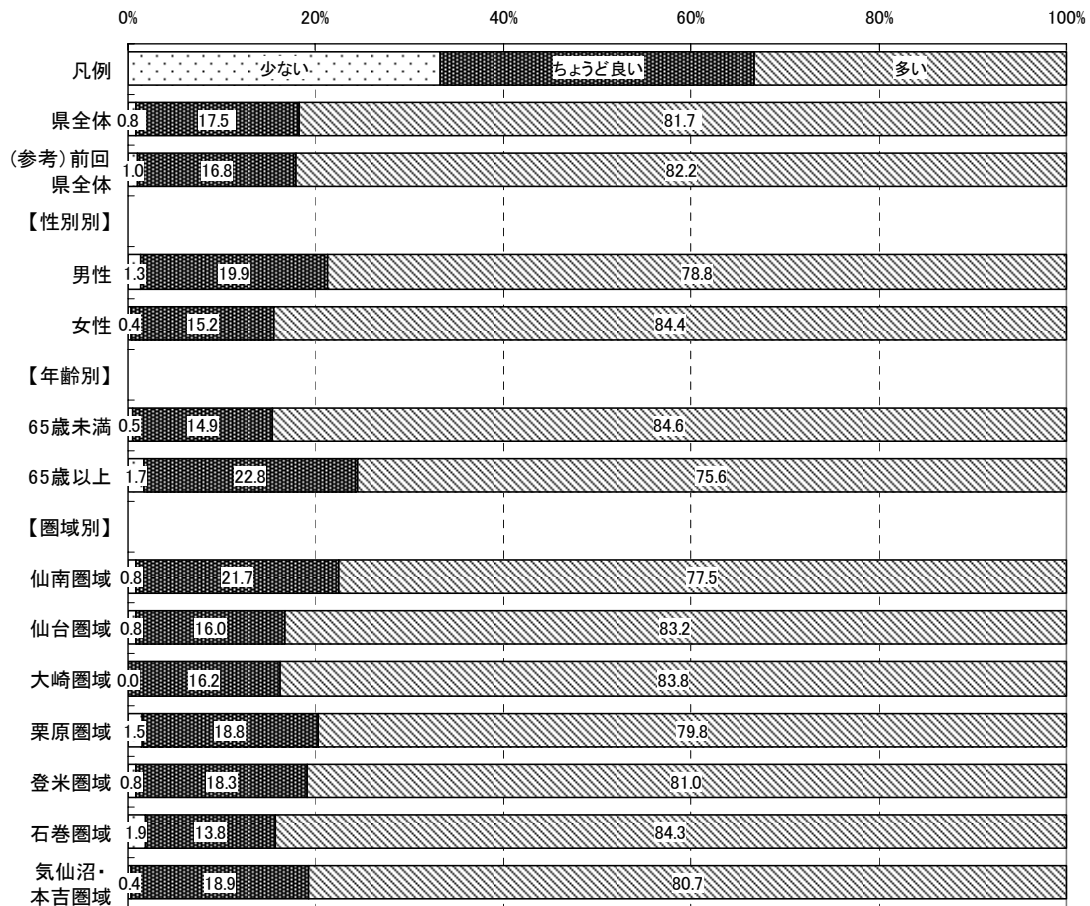 0% 20% 40% 60% 80% 100%
凡例 少ない ちょうど良い 多い
県全体 0.8 17.5 81.7
(参考)前回
県全体 1.0 16.8 82.2
【性別別】
男性 1.3 19.9 78.8
女性 0.4 15.2 84.4
【年齢別】
65歳未満 0.5 14.9 84.6
65歳以上 1.7 22.8 75.6
【圏域別】
仙南圏域 0.8 21.7 77.5
仙台圏域 0.8 16.0 83.2
大崎圏域 0.0 16.2 83.8
栗原圏域 1.5 18.8 79.8
登米圏域 0.8 18.3 81.0
石巻圏域 1.9 13.8 84.3
気仙沼・
本吉圏域 0.4 18.9 80.7